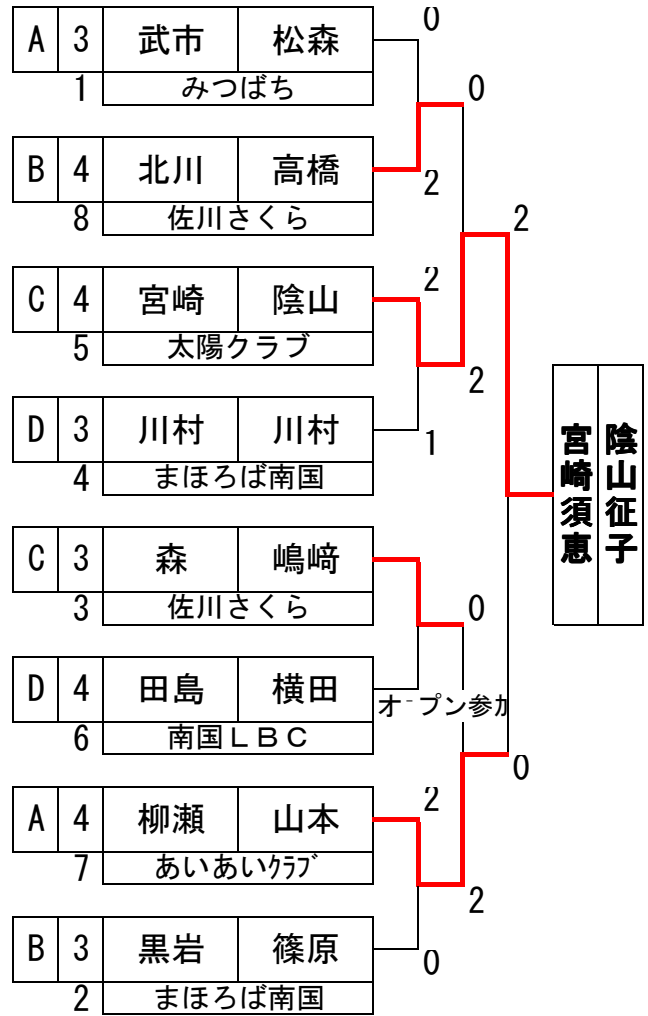 A 3 武市 松森
1 みつばち
0
0
B 4 北川 高橋
8 佐川さくら
2
2
C 4 宮崎 陰山
5 太陽クラブ
2
2
D 3 川村 川村
4 まほろば南国
1
宮崎須恵
陰山征子
C 3 森 嶋﨑
3 佐川さくら
0
D 4 田島 横田
6 南国ＬＢＣ
オープン参加
0
A 4 柳瀬 山本
7 あいあいｸﾗﾌﾞ
2
2
B 3 黒岩 篠原
2 まほろば南国
0